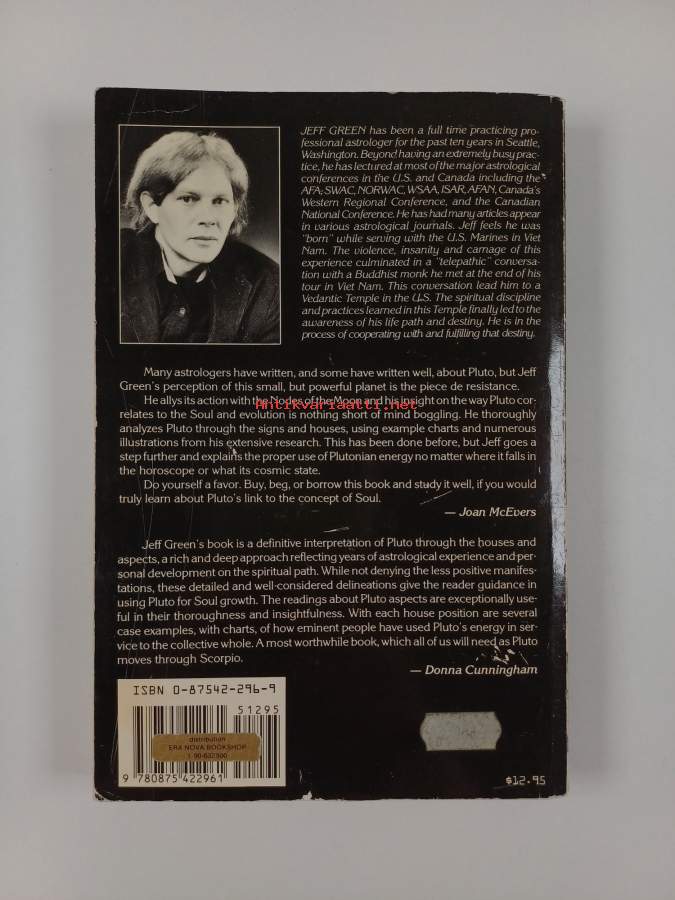 JEFF GREEN has been a full time practicing pro-
fessional astrologer for the past ten years in Seattle,
Washington. Beyond having an extremely busy prac-
tice, he has lectured at most of the major astrological
conferences in the U.S. and Canada including the
AFA; SWAC, NORWAC, WSAA, ISAR, AFAN, Canada's
Western Regional Conference, and the Canadian
National Conference. He has had many articles appear
in various astrological journals. Jeff feels he was
"born" while serving with the U.S. Marines in Viet
Nam. The violence, insanity and carnage of this
experience culminated in a "telepathic" conversa-
tion with a Buddhist monk he met at the end of his
tour in Viet Nam. This conversation lead him to a
Vedantic Temple in the U.S. The spiritual discipline
and practices learned in this Temple finally led to the
awareness of his life path and destiny. He is in the
process of cooperating with and fulfilling that destiny.
Many astrologers have written, and some have written well, about Pluto, but Jeff
Green's perception of this small, but powerful planet is the piece de resistance.
He allys its action with the Nodes of the Moon and his insight on the way Pluto cor-
relates to the Soul and evolution is nothing short of mind boggling. He thoroughly
analyzes Pluto through the signs and houses, using example charts and numerous
illustrations from his extensive research. This has been done before, but Jeff goes a
step further and explains the proper use of Plutonian energy no matter where it falls in
the horoscope or what its cosmic state.
Do yourself a favor. Buy, beg, or borrow this book and study it well, if you would
truly learn about Pluto's link to the concept of Soul.
— Joan McEvers
Jeff Green's book is a definitive interpretation of Pluto through the houses and
aspects, a rich and deep approach reflecting years of astrological experience and per-
sonal development on the spiritual path. While not denying the less positive manifes-
tations, these detailed and well-considered delineations give the reader guidance in
using Pluto for Soul growth. The readings about Pluto aspects are exceptionally use-
ful in their thoroughness and insightfulness. With each house position are several
case examples, with charts, of how eminent people have used Pluto's energy in ser-
vice to the collective whole. A most worthwhile book, which all of us will need as Pluto
moves through Scorpio.
— Donna Cunningham
ISBN 0-87542-296-9
51295
distribution
ERA NOVA BOOKSHOP
9 780875 422961
$12.95
Antikvariaatti.net